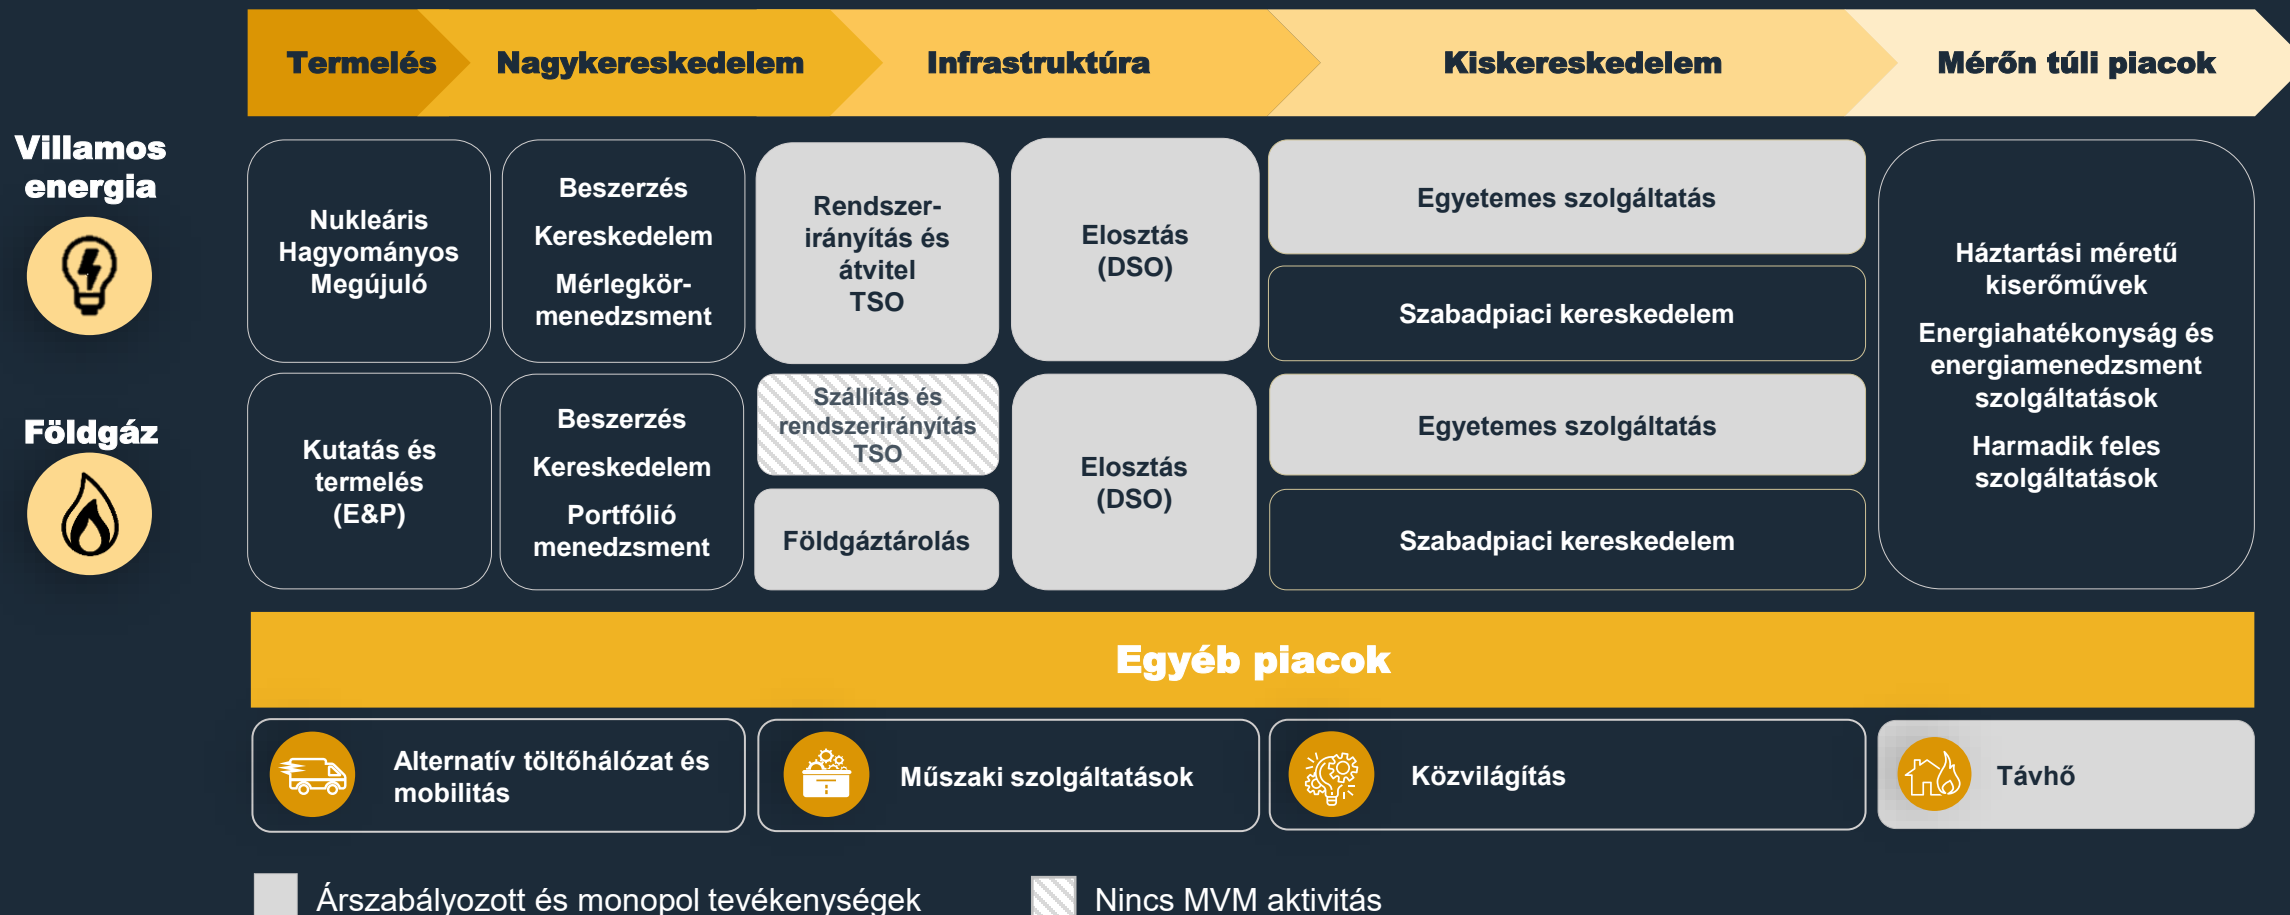 Termelés
Nagykereskedelem
Infrastruktúra
Kiskereskedelem
Mérőn túli piacok
Villamos
energia
Nukleáris
Hagyományos
Megújuló
Beszerzés
Kereskedelem
Mérlegkör-
menedzsment
Rendszer-
irányítás és
átvitel
TSO
Elosztás
(DSO)
Egyetemes szolgáltatás
Szabadpiaci kereskedelem
Háztartási méretű
kiserőművek
Energiahatékonyság és
energiamenedzsment
szolgáltatások
Harmadik feles
szolgáltatások
Földgáz
Kutatás és
termelés
(E&P)
Beszerzés
Kereskedelem
Portfólió
menedzsment
Szállítás és
rendszerirányítás
TSO
Földgáztárolás
Elosztás
(DSO)
Egyetemes szolgáltatás
Szabadpiaci kereskedelem
Egyéb piacok
Alternatív töltőhálózat és
mobilitás
Műszaki szolgáltatások
Közvilágítás
Távhő
Árszabályozott és monopol tevékenységek
Nincs MVM aktivitás